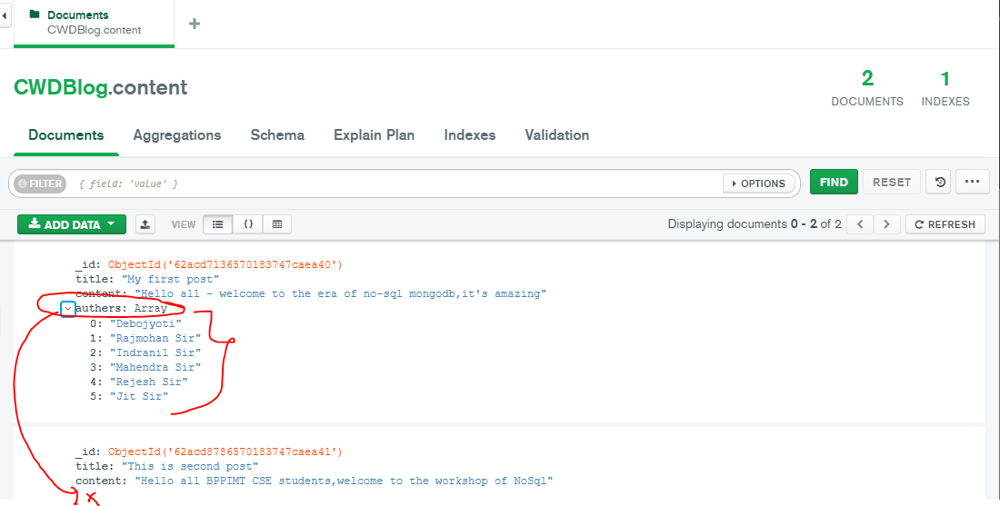 Documents
CWDBlog.content
CWDBlog.content
2
DOCUMENTS
1
INDEXES
Documents Aggregations Schema Explain Plan Indexes Validation
FILTER { field: 'value' } OPTIONS FIND RESET
ADD DATA VIEW {} Displaying documents 0 - 2 of 2 REFRESH
_id: ObjectId('62acd7136570183747caea40')
title: "My first post"
content: "Hello all - welcome to the era of no-sql mongodb,it's amazing"
authers: Array
0: "Debojyoti"
1: "Rajmohan Sir"
2: "Indranil Sir"
3: "Mahendra Sir"
4: "Rejesh Sir"
5: "Jit Sir"
_id: ObjectId('62acd8786570183747caea41')
title: "This is second post"
content: "Hello all BPPIMT CSE students,welcome to the workshop of NoSql"
x